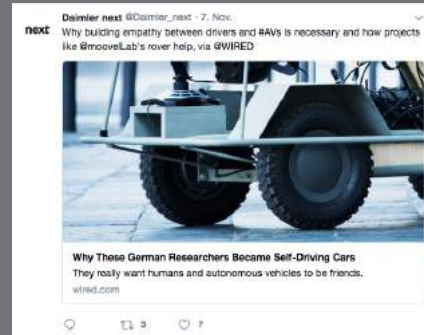 Daimler next @Daimler_next · 7. Nov.
next
Why building empathy between drivers and #AVs is necessary and how projects
like @moovelLab's rover help, via @WIRED
Why These German Researchers Became Self-Driving Cars
They really want humans and autonomous vehicles to be friends.
wired.com
3 7